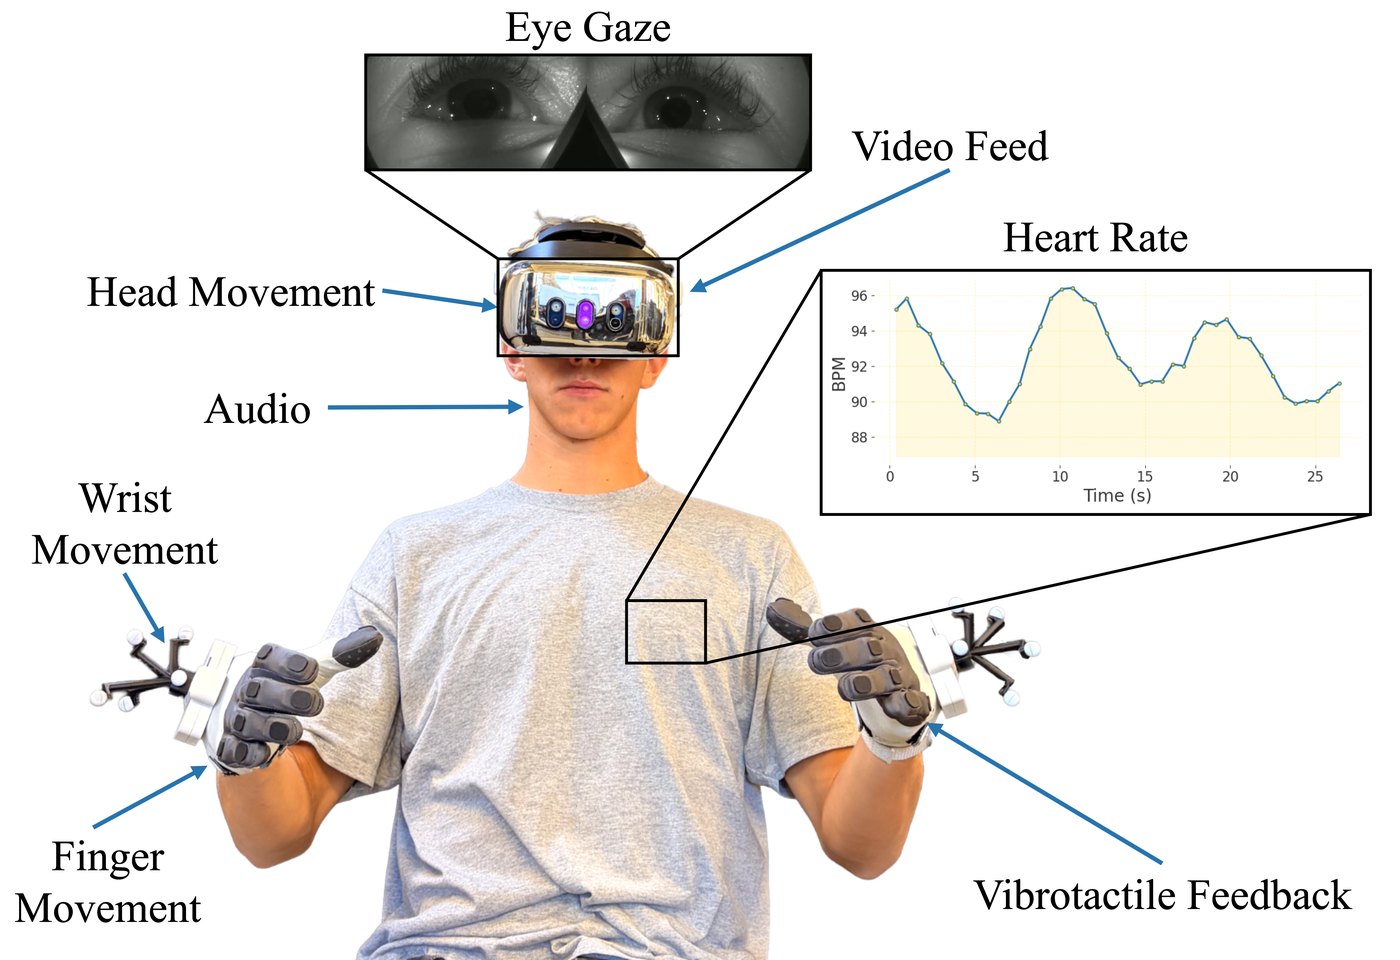 Eye Gaze
Video Feed
Heart Rate
Head Movement
Audio
Wrist
Movement
96
94
92
90
88
BPM
0 5 10 15 20 25
Time (s)
Finger
Movement
Vibrotactile Feedback